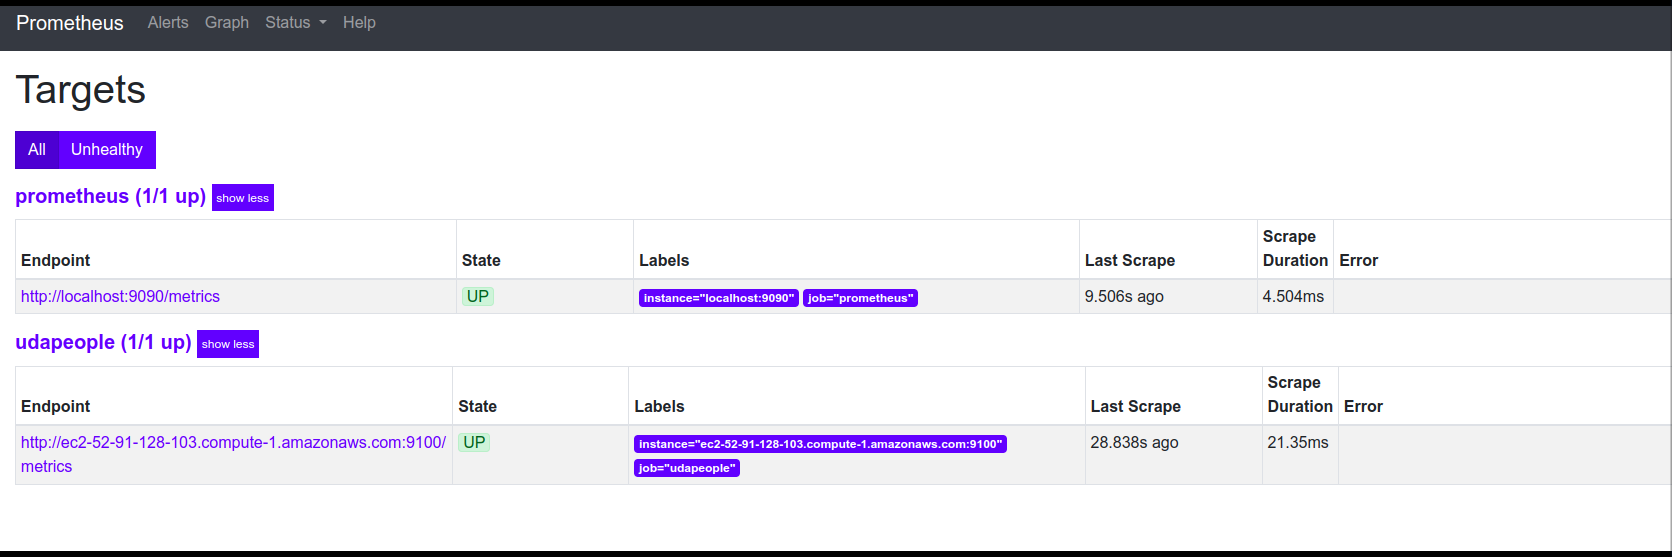 Prometheus Alerts Graph Status Help
Targets
All Unhealthy
prometheus (1/1 up) show less
Endpoint State Labels Last Scrape Scrape Duration Error
http://localhost:9090/metrics UP instance="localhost:9090" job="prometheus" 9.506s ago 4.504ms
udapeople (1/1 up) show less
Endpoint State Labels Last Scrape Scrape Duration Error
http://ec2-52-91-128-103.compute-1.amazonaws.com:9100/ UP instance="ec2-52-91-128-103.compute-1.amazonaws.com:9100" 28.838s ago 21.35ms
metrics job="udapeople"